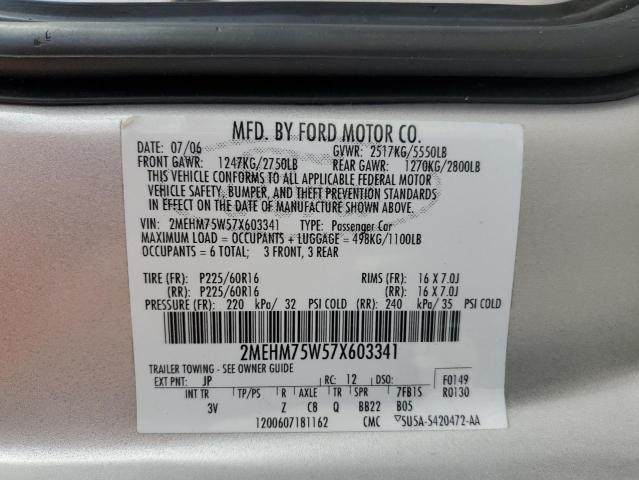 MFD. BY FORD MOTOR CO.
DATE: 07/06 GVWR: 2517KG/5550LB
FRONT GAWR: 1247KG/2750LB REAR GAWR: 1270KG/2800LB
THIS VEHICLE CONFORMS TO ALL APPLICABLE FEDERAL MOTOR
VEHICLE SAFETY, BUMPER, AND THEFT PREVENTION STANDARDS
IN EFFECT ON THE DATE OF MANUFACTURE SHOWN ABOVE.
VIN: 2MEHM75W57X603341 TYPE: Passenger Car
MAXIMUM LOAD = OCCUPANTS + LUGGAGE = 498KG/1100LB
OCCUPANTS = 6 TOTAL; 3 FRONT, 3 REAR
TIRE (FR): P225/60R16 RIMS (FR): 16 X 7.0J
(RR): P225/60R16 (RR): 16 X 7.0J
PRESSURE (FR): 220 kPa/ 32 PSI COLD (RR): 240 kPa/ 35 PSI COLD
2MEHM75W57X603341
TRAILER TOWING - SEE OWNER GUIDE
EXT PNT: JP RC: 12 DSO: F0149
INT TR TP/PS R AXLE TR SPR 7FB1S R0130
3V Z C8 Q BB22 B05
1200607181162 CMC ▽5U5A-5420472-AA